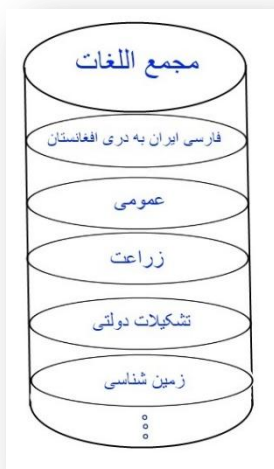 مجمع اللغات
فارسی ایران به دری افغانستان
عمومی
زراعت
تشکیلات دولتی
زمین شناسی